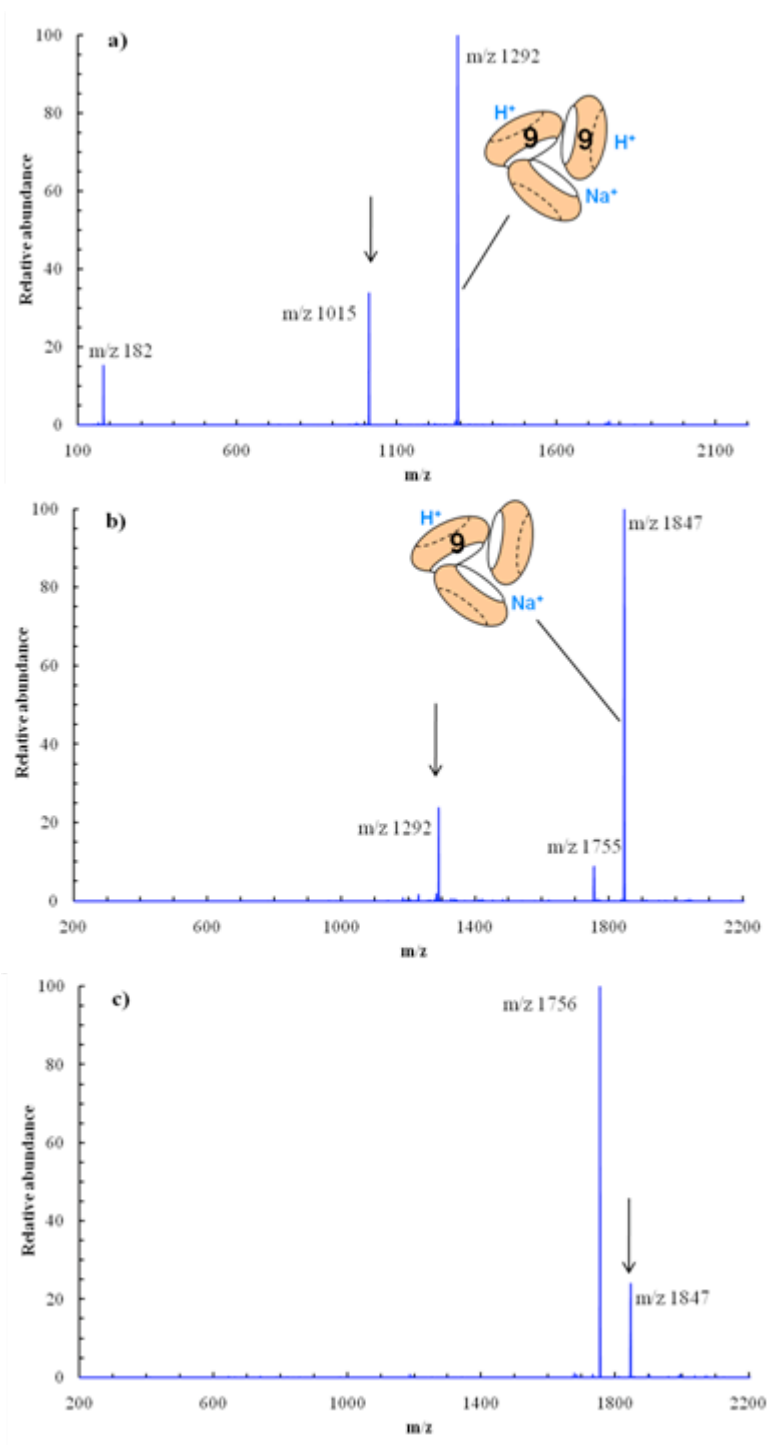 a)
m/z 1292
H⁺
9
9
H⁺
Na⁺
m/z 1015
m/z 182
Relative abundance
100
80
60
40
20
0
100
600
1100
1600
2100
m/z
b)
H⁺
9
Na⁺
m/z 1847
m/z 1292
m/z 1755
Relative abundance
100
80
60
40
20
0
200
600
1000
1400
1800
2200
m/z
c)
m/z 1756
m/z 1847
Relative abundance
100
80
60
40
20
0
200
600
1000
1400
1800
2200
m/z